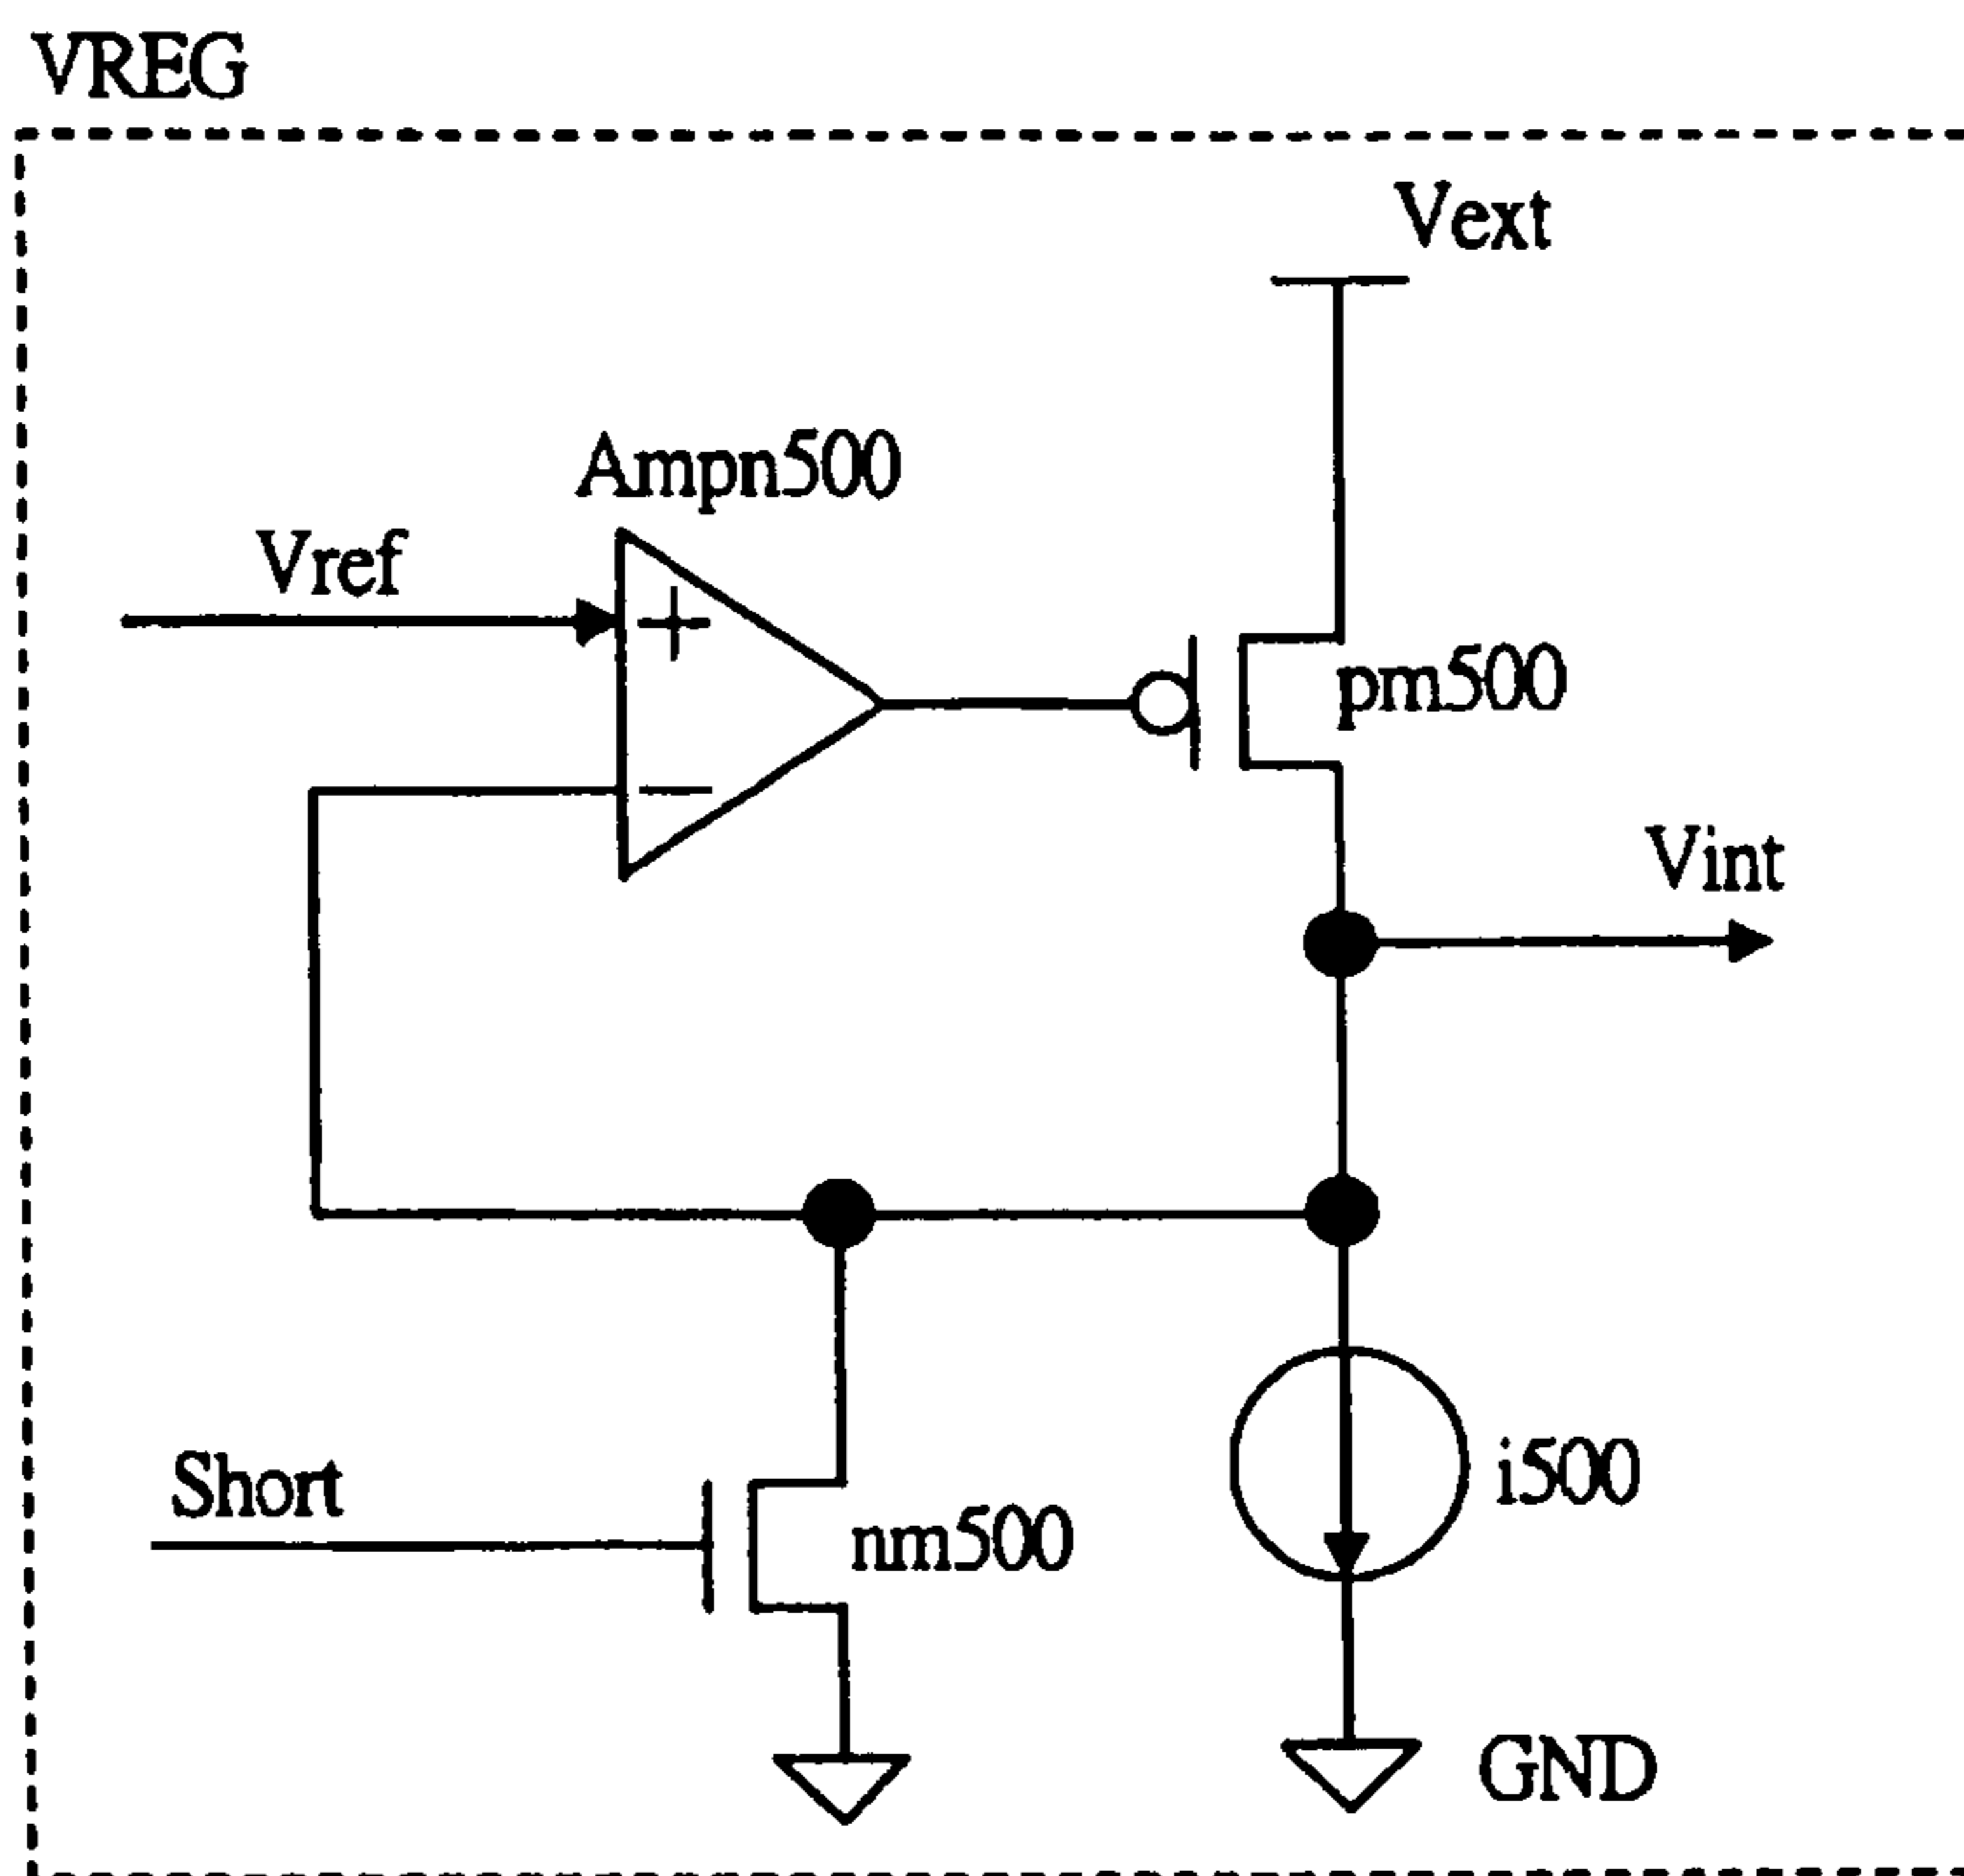 VREG
Vext
Ampn500
Vref
+
pm500
−
Vint
Short
nm500
i500
GND